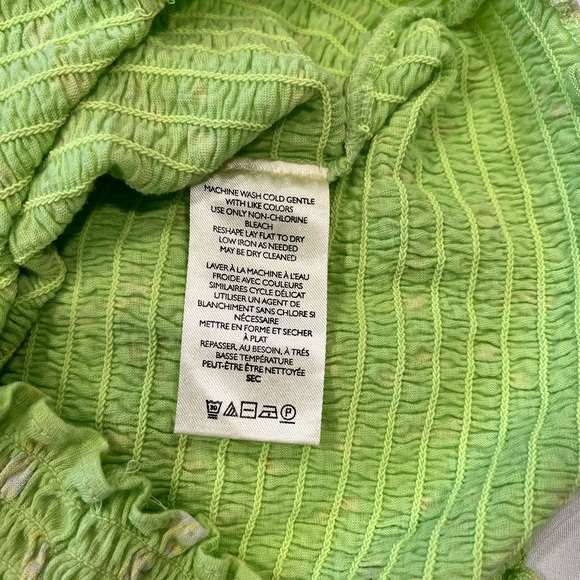 MACHINE WASH COLD GENTLE
WITH LIKE COLORS
USE ONLY NON-CHLORINE
BLEACH
RESHAPE LAY FLAT TO DRY
LOW IRON AS NEEDED
MAY BE DRY CLEANED
LAVER À LA MACHINE À L'EAU
FROIDE AVEC COULEURS
SIMILAIRES CYCLE DÉLICAT
UTILISER UN AGENT DE
BLANCHIMENT SANS CHLORE SI
NÉCESSAIRE
METTRE EN FORME ET SECHER
À PLAT
REPASSER, AU BESOIN, À TRÉS
BASSE TEMPÉRATURE
PEUT-ÊTRE ÊTRE NETTOYÉE
SEC
30 P